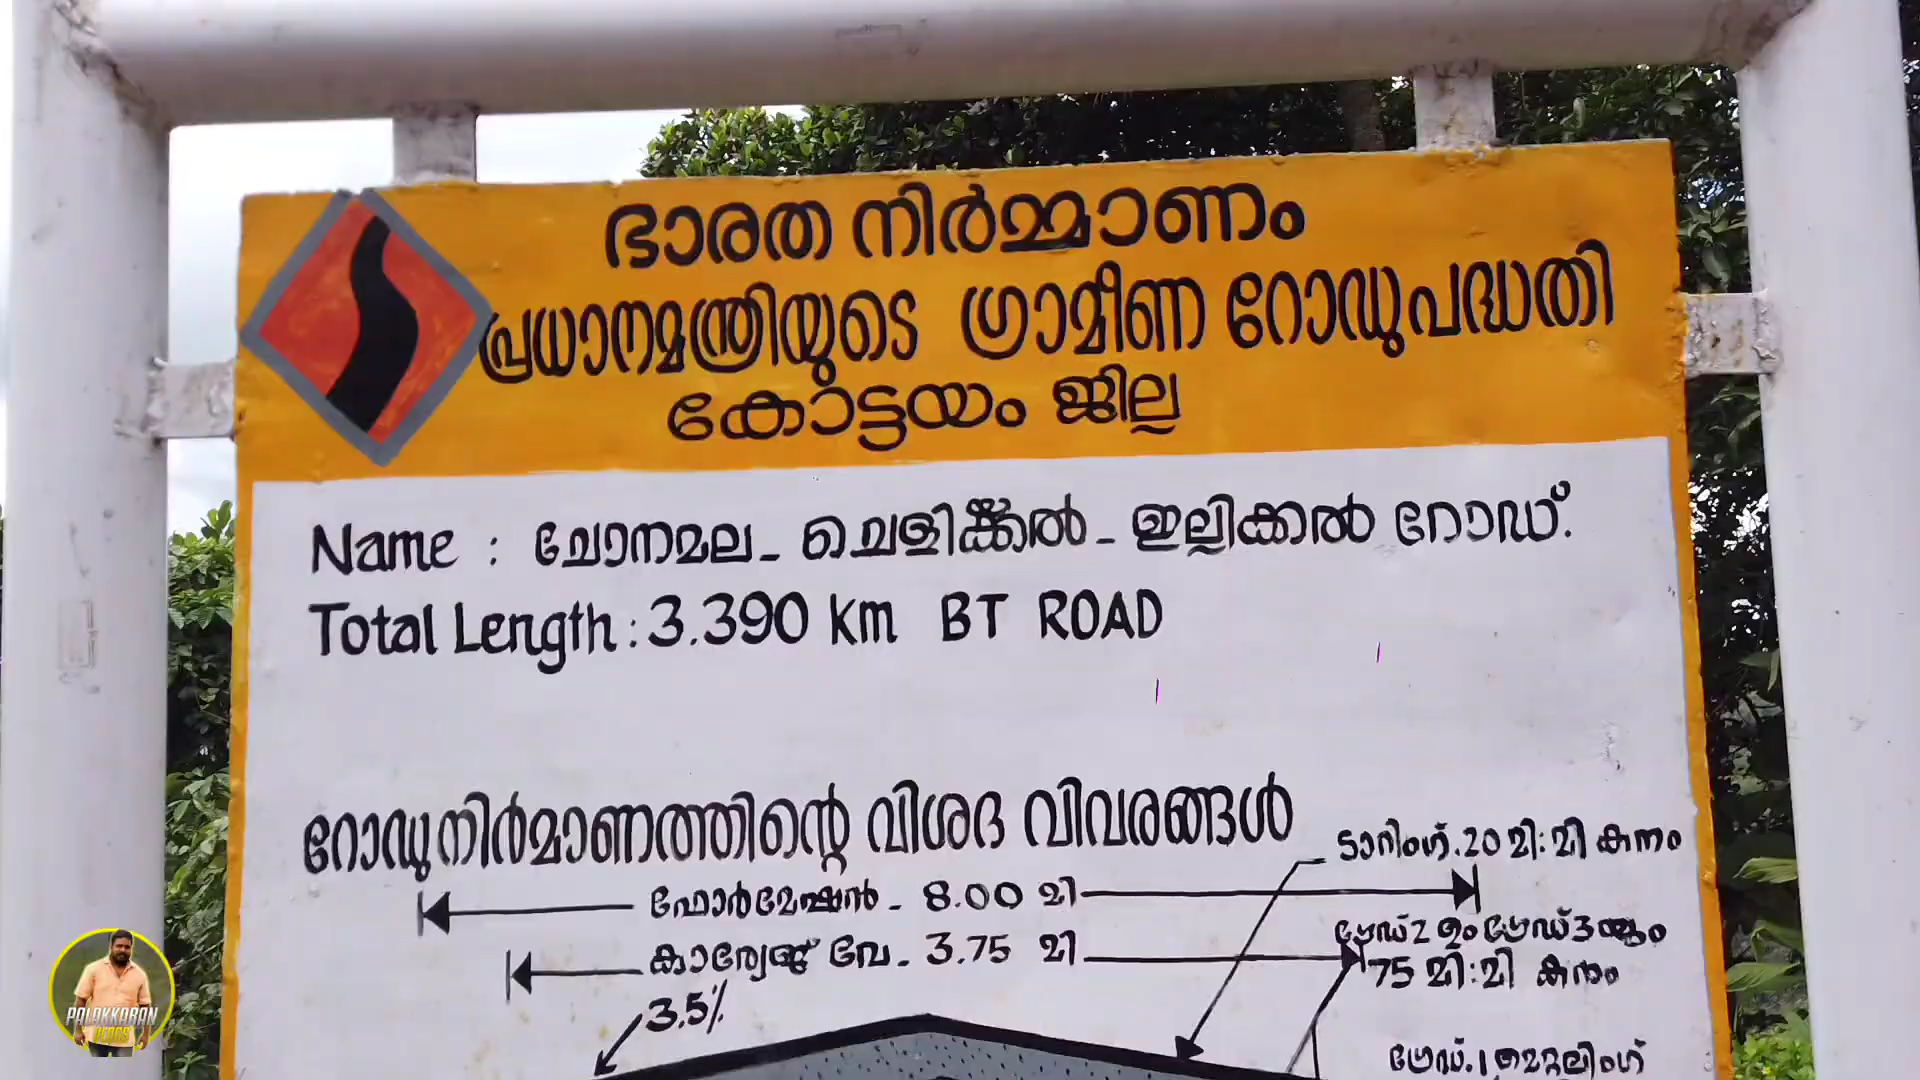 ഭാരത നിർമ്മാണം
പ്രധാനമന്ത്രിയുടെ ഗ്രാമീണ റോഡുപദ്ധതി
കോട്ടയം ജില്ല
Name : ചോനമല - ചെളിങ്കൽ - ഇല്ലിക്കൽ റോഡ്.
Total Length : 3.390 km BT ROAD
റോഡുനിർമാണത്തിന്റെ വിശദ വിവരങ്ങൾ
ടാറിംഗ്. 20 മി:മി കനം
ഫോർമേഷൻ - 8.00 മി
ഗ്രേഡ് 2 ഉം ഗ്രേഡ് 3 യും
കാര്യേജ് വേ - 3.75 മി
75 മി:മി കനം
3.5%
ഗ്രേഡ്. 1 മെറ്റലിംഗ്
PALAKKARAN
VLOGS